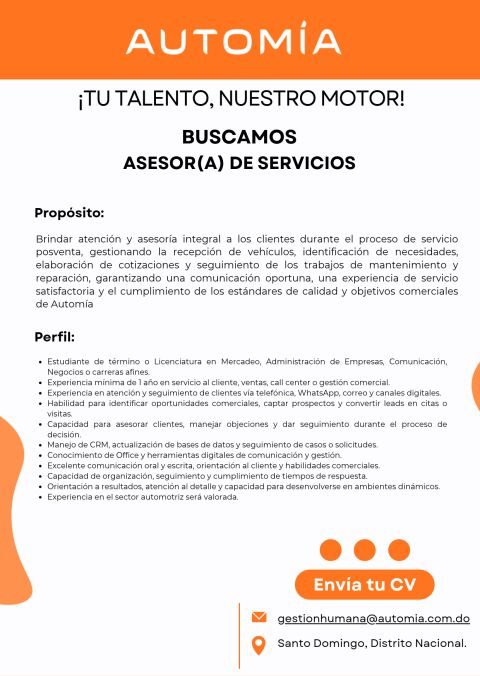 AUTOMÍA
¡TU TALENTO, NUESTRO MOTOR!
BUSCAMOS
ASESOR(A) DE SERVICIOS
Propósito:
Brindar atención y asesoría integral a los clientes durante el proceso de servicio
posventa, gestionando la recepción de vehículos, identificación de necesidades,
elaboración de cotizaciones y seguimiento de los trabajos de mantenimiento y
reparación, garantizando una comunicación oportuna, una experiencia de servicio
satisfactoria y el cumplimiento de los estándares de calidad y objetivos comerciales
de Automía
Perfil:
• Estudiante de término o Licenciatura en Mercadeo, Administración de Empresas, Comunicación,
Negocios o carreras afines.
• Experiencia mínima de 1 año en servicio al cliente, ventas, call center o gestión comercial.
• Experiencia en atención y seguimiento de clientes vía telefónica, WhatsApp, correo y canales digitales.
• Habilidad para identificar oportunidades comerciales, captar prospectos y convertir leads en citas o
visitas.
• Capacidad para asesorar clientes, manejar objeciones y dar seguimiento durante el proceso de
decisión.
• Manejo de CRM, actualización de bases de datos y seguimiento de casos o solicitudes.
• Conocimiento de Office y herramientas digitales de comunicación y gestión.
• Excelente comunicación oral y escrita, orientación al cliente y habilidades comerciales.
• Capacidad de organización, seguimiento y cumplimiento de tiempos de respuesta.
• Orientación a resultados, atención al detalle y capacidad para desenvolverse en ambientes dinámicos.
• Experiencia en el sector automotriz será valorada.
Envía tu CV
gestionhumana@automia.com.do
Santo Domingo, Distrito Nacional.